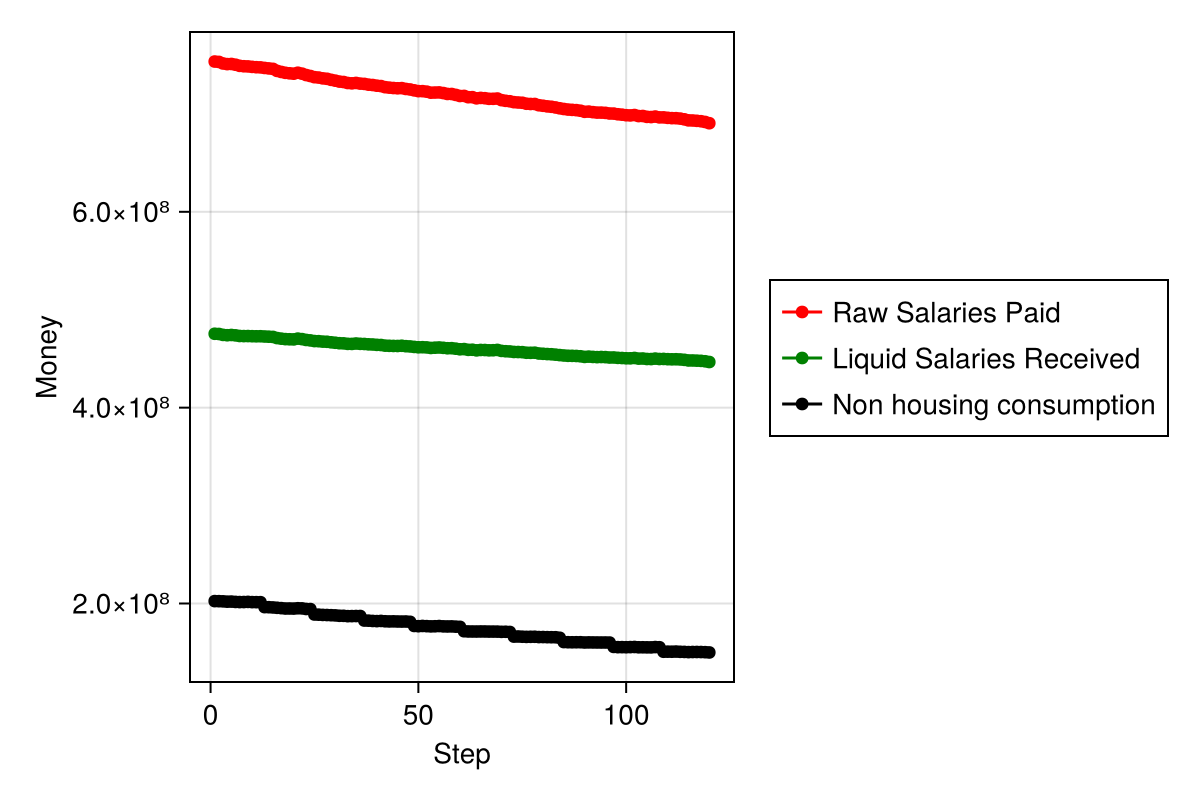 6.0×10⁸
4.0×10⁸
2.0×10⁸
Money
0 50 100
Step
Raw Salaries Paid
Liquid Salaries Received
Non housing consumption